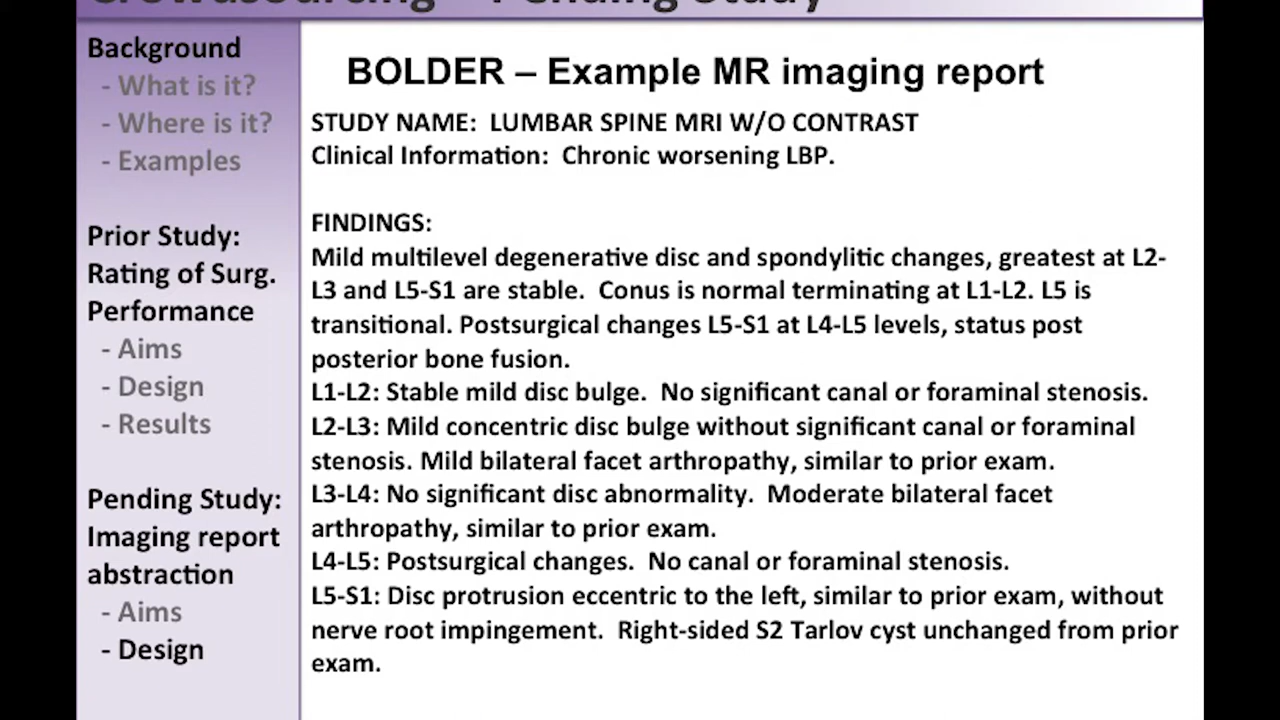 Crowdsourcing – Pending Study
Background
- What is it?
- Where is it?
- Examples
Prior Study:
Rating of Surg.
Performance
- Aims
- Design
- Results
Pending Study:
Imaging report
abstraction
- Aims
- Design
BOLDER – Example MR imaging report
STUDY NAME: LUMBAR SPINE MRI W/O CONTRAST
Clinical Information: Chronic worsening LBP.
FINDINGS:
Mild multilevel degenerative disc and spondylitic changes, greatest at L2-
L3 and L5-S1 are stable. Conus is normal terminating at L1-L2. L5 is
transitional. Postsurgical changes L5-S1 at L4-L5 levels, status post
posterior bone fusion.
L1-L2: Stable mild disc bulge. No significant canal or foraminal stenosis.
L2-L3: Mild concentric disc bulge without significant canal or foraminal
stenosis. Mild bilateral facet arthropathy, similar to prior exam.
L3-L4: No significant disc abnormality. Moderate bilateral facet
arthropathy, similar to prior exam.
L4-L5: Postsurgical changes. No canal or foraminal stenosis.
L5-S1: Disc protrusion eccentric to the left, similar to prior exam, without
nerve root impingement. Right-sided S2 Tarlov cyst unchanged from prior
exam.